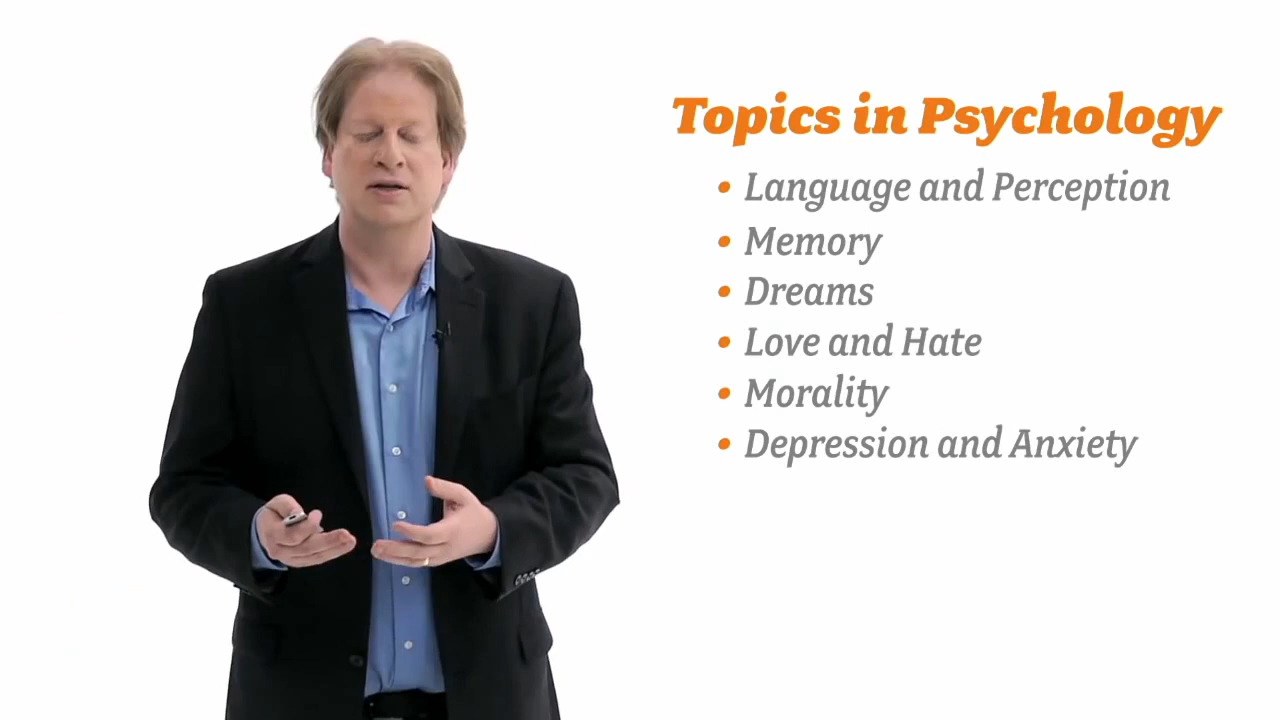 Topics in Psychology
• Language and Perception
• Memory
• Dreams
• Love and Hate
• Morality
• Depression and Anxiety